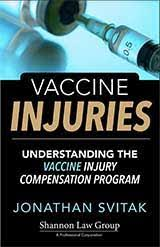 VACCINE
INJURIES
UNDERSTANDING THE
VACCINE INJURY
COMPENSATION PROGRAM
JONATHAN SVITAK
Shannon Law Group
A Professional Corporation